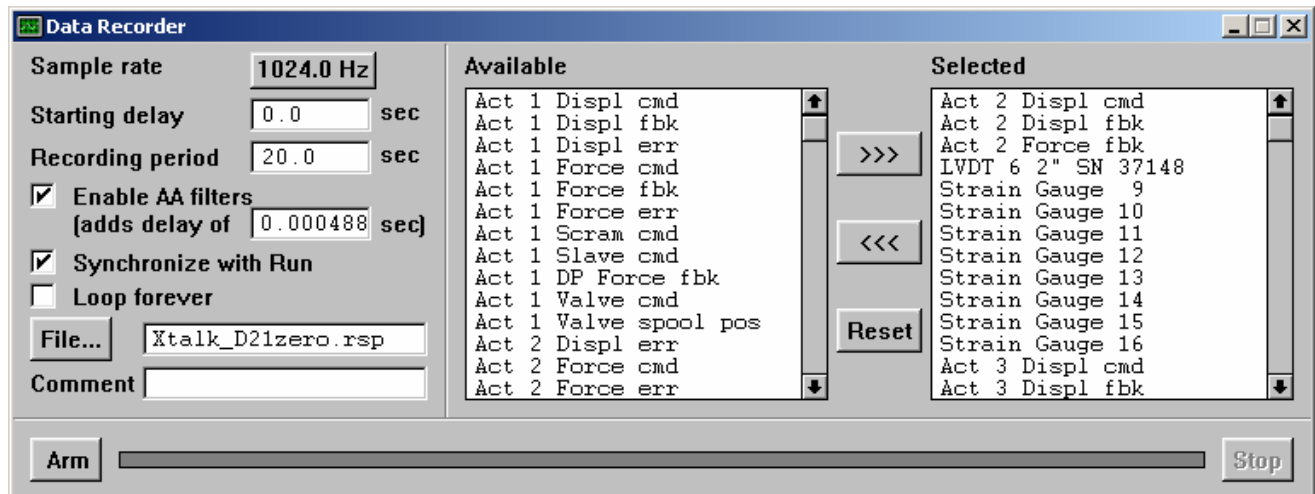 Data Recorder
Sample rate 1024.0 Hz
Starting delay 0.0 sec
Recording period 20.0 sec
Enable AA filters
(adds delay of 0.000488 sec)
Synchronize with Run
Loop forever
File... Xtalk_D21zero.rsp
Comment
Available
Act 1 Displ cmd
Act 1 Displ fbk
Act 1 Displ err
Act 1 Force cmd
Act 1 Force fbk
Act 1 Force err
Act 1 Scram cmd
Act 1 Slave cmd
Act 1 DP Force fbk
Act 1 Valve cmd
Act 1 Valve spool pos
Act 2 Displ err
Act 2 Force cmd
Act 2 Force err
>>>
<<<
Reset
Selected
Act 2 Displ cmd
Act 2 Displ fbk
Act 2 Force fbk
LVDT 6 2" SN 37148
Strain Gauge 9
Strain Gauge 10
Strain Gauge 11
Strain Gauge 12
Strain Gauge 13
Strain Gauge 14
Strain Gauge 15
Strain Gauge 16
Act 3 Displ cmd
Act 3 Displ fbk
Arm
Stop